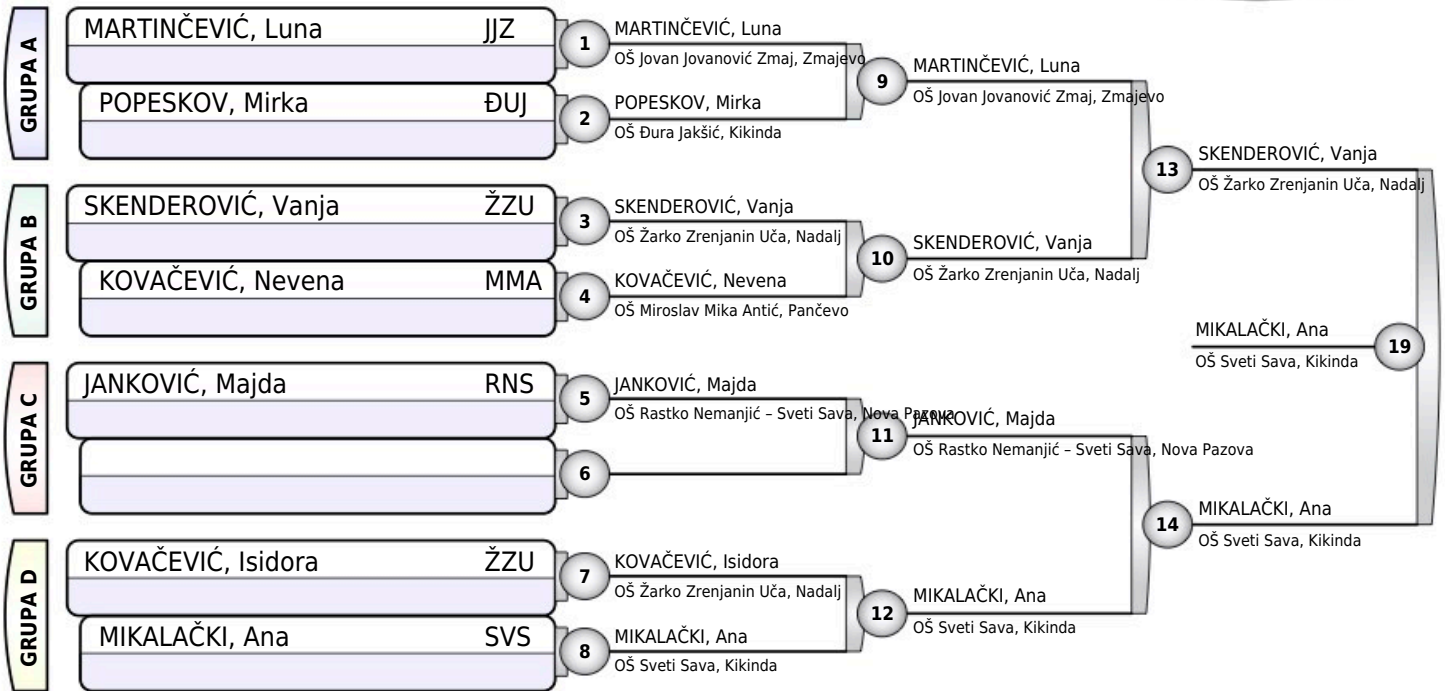 GRUPA A
MARTINČEVIĆ, Luna JJZ
POPESKOV, Mirka ĐUJ
1
MARTINČEVIĆ, Luna
OŠ Jovan Jovanović Zmaj, Zmajevo
2
POPESKOV, Mirka
OŠ Đura Jakšić, Kikinda
9
MARTINČEVIĆ, Luna
OŠ Jovan Jovanović Zmaj, Zmajevo
GRUPA B
SKENDEROVIĆ, Vanja ŽZU
KOVAČEVIĆ, Nevena MMA
3
SKENDEROVIĆ, Vanja
OŠ Žarko Zrenjanin Uča, Nadalj
4
KOVAČEVIĆ, Nevena
OŠ Miroslav Mika Antić, Pančevo
10
SKENDEROVIĆ, Vanja
OŠ Žarko Zrenjanin Uča, Nadalj
13
SKENDEROVIĆ, Vanja
OŠ Žarko Zrenjanin Uča, Nadalj
GRUPA C
JANKOVIĆ, Majda RNS
5
JANKOVIĆ, Majda
OŠ Rastko Nemanjić – Sveti Sava, Nova Pazova
6
11
JANKOVIĆ, Majda
OŠ Rastko Nemanjić – Sveti Sava, Nova Pazova
GRUPA D
KOVAČEVIĆ, Isidora ŽZU
MIKALAČKI, Ana SVS
7
KOVAČEVIĆ, Isidora
OŠ Žarko Zrenjanin Uča, Nadalj
8
MIKALAČKI, Ana
OŠ Sveti Sava, Kikinda
12
MIKALAČKI, Ana
OŠ Sveti Sava, Kikinda
14
MIKALAČKI, Ana
OŠ Sveti Sava, Kikinda
MIKALAČKI, Ana
OŠ Sveti Sava, Kikinda
19